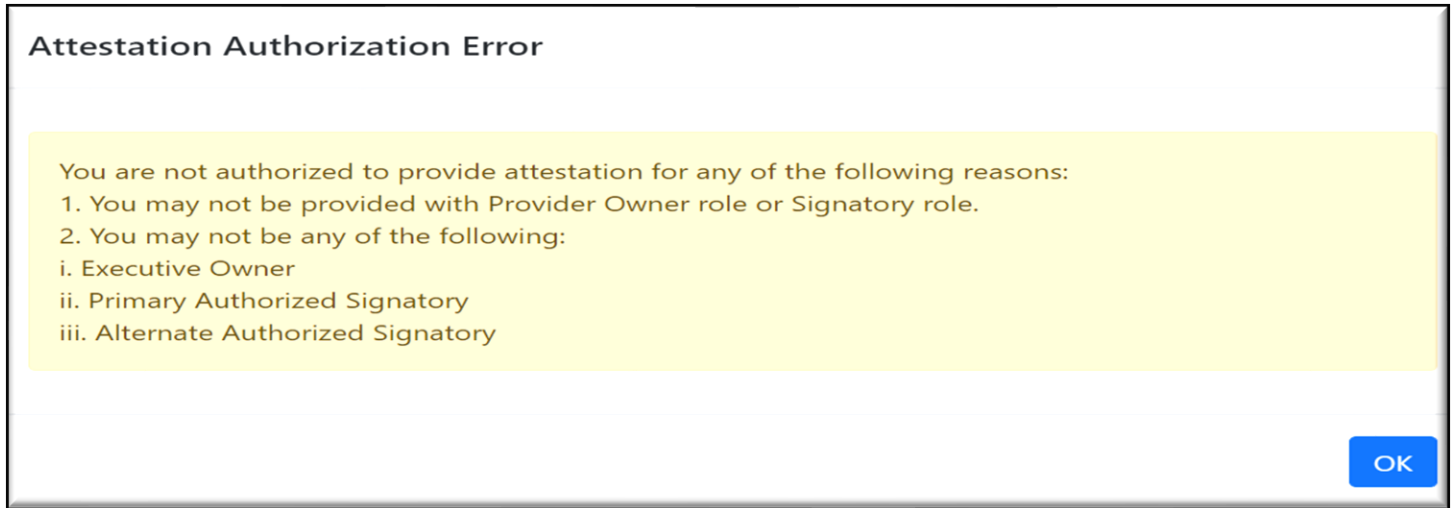 Attestation Authorization Error
You are not authorized to provide attestation for any of the following reasons:
1. You may not be provided with Provider Owner role or Signatory role.
2. You may not be any of the following:
i. Executive Owner
ii. Primary Authorized Signatory
iii. Alternate Authorized Signatory
OK